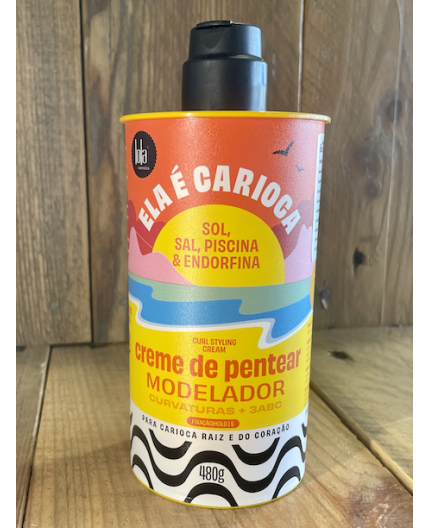 lola
ELA É CARIOCA
SOL,
SAL, PISCINA
& ENDORFINA
CURL STYLING
CREAM
creme de pentear
MODELADOR
CURVATURAS + 3ABC
PARA CARIOCA RAIZ E DO CORAÇÃO
480g